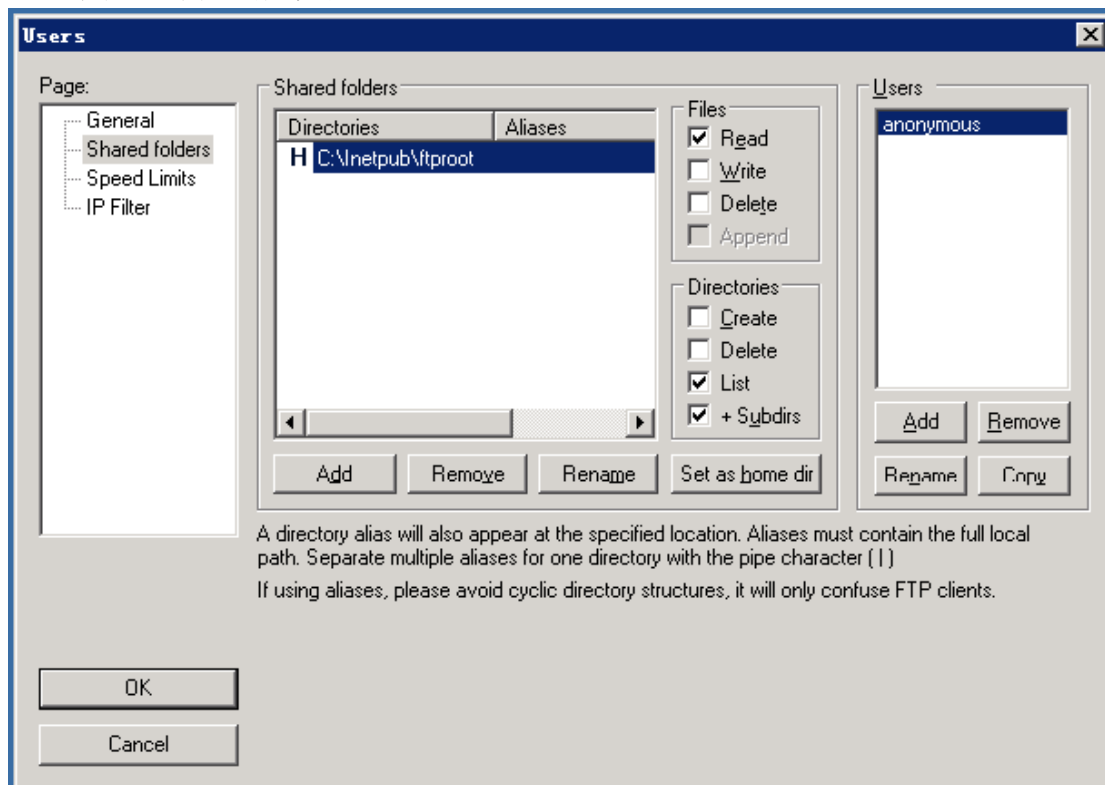 Users
Page:
General
Shared folders
Speed Limits
IP Filter
Shared folders
Directories
Aliases
H C:\Inetpub\ftproot
Files
Read
Write
Delete
Append
Directories
Create
Delete
List
+ Subdirs
Add
Remove
Rename
Set as home dir
Users
anonymous
Add
Remove
Rename
Copy
A directory alias will also appear at the specified location. Aliases must contain the full local
path. Separate multiple aliases for one directory with the pipe character ( | )
If using aliases, please avoid cyclic directory structures, it will only confuse FTP clients.
OK
Cancel